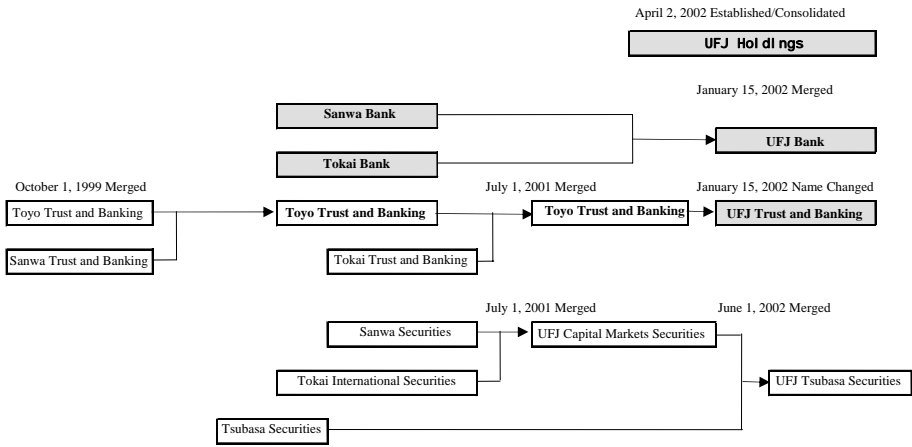 April 2, 2002 Established/Consolidated
UFJ Holdings
January 15, 2002 Merged
Sanwa Bank
UFJ Bank
Tokai Bank
October 1, 1999 Merged
July 1, 2001 Merged
January 15, 2002 Name Changed
Toyo Trust and Banking
Toyo Trust and Banking
Toyo Trust and Banking
UFJ Trust and Banking
Sanwa Trust and Banking
Tokai Trust and Banking
July 1, 2001 Merged
June 1, 2002 Merged
Sanwa Securities
UFJ Capital Markets Securities
Tokai International Securities
UFJ Tsubasa Securities
Tsubasa Securities